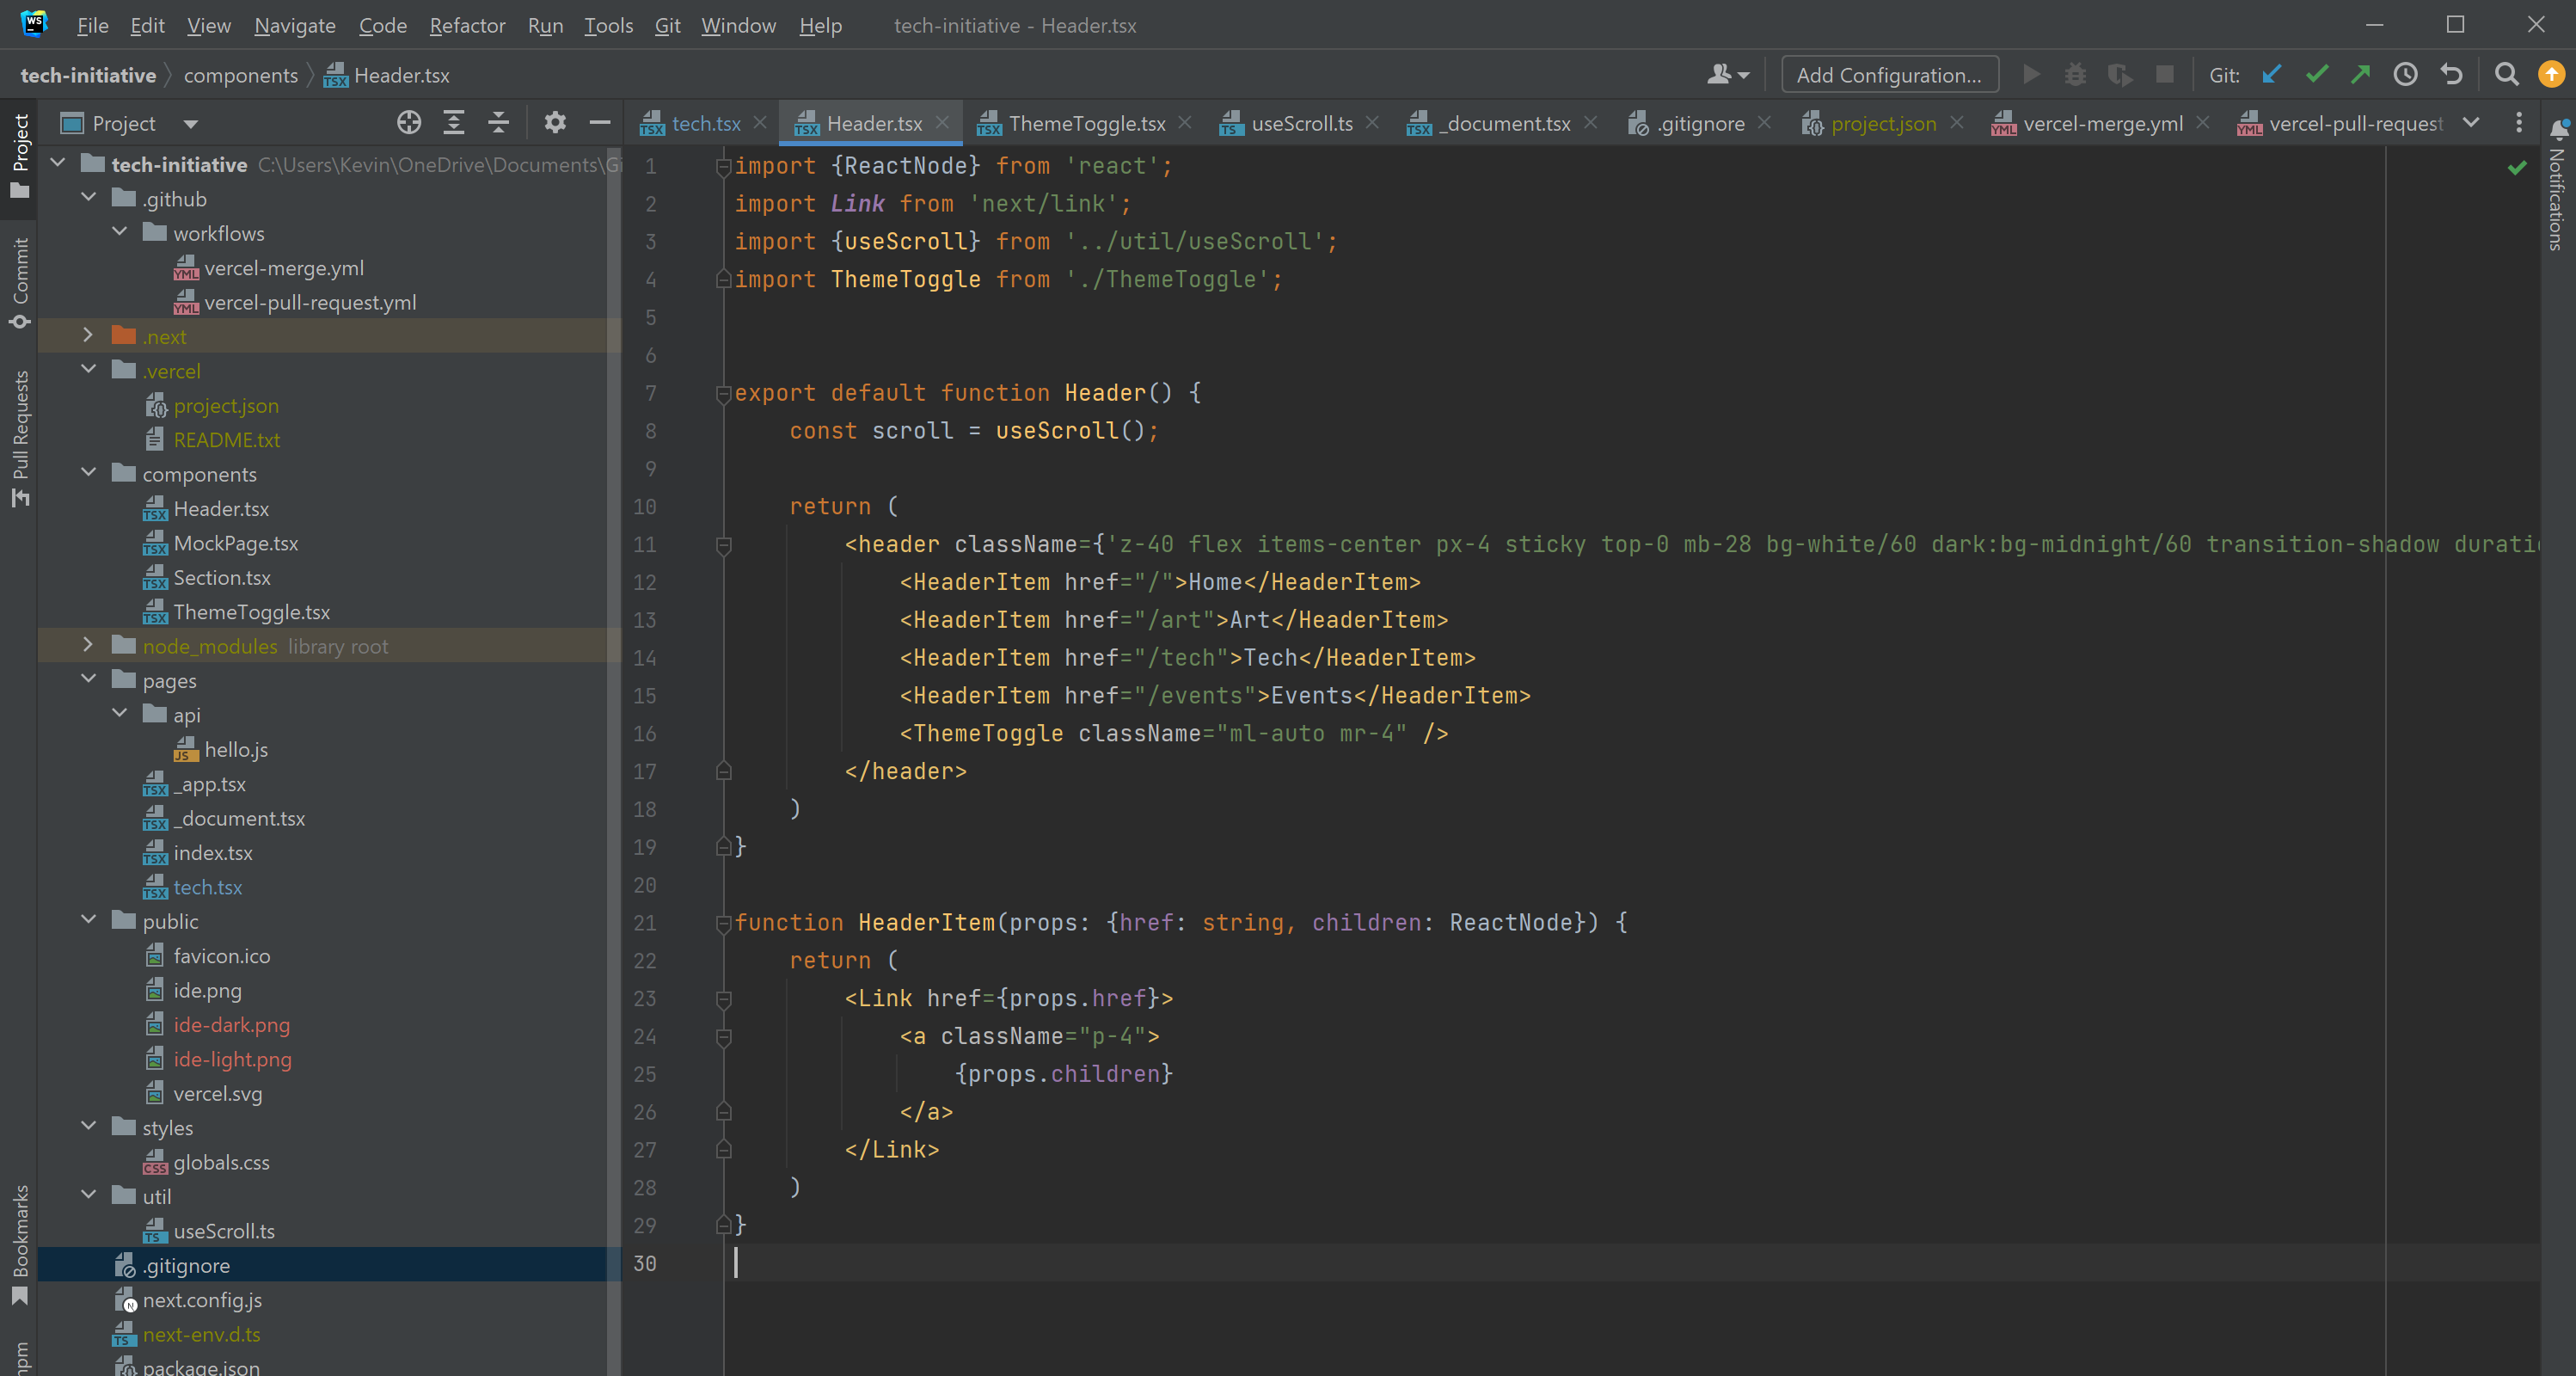 WS File Edit View Navigate Code Refactor Run Tools Git Window Help tech-initiative - Header.tsx
tech-initiative components Header.tsx Add Configuration... Git:
Project
tech.tsx Header.tsx ThemeToggle.tsx useScroll.ts _document.tsx .gitignore project.json vercel-merge.yml vercel-pull-request
Project
Commit
Pull Requests
Bookmarks
npm
Notifications
tech-initiative C:\Users\Kevin\OneDrive\Documents\Gi
.github
workflows
vercel-merge.yml
vercel-pull-request.yml
.next
.vercel
project.json
README.txt
components
Header.tsx
MockPage.tsx
Section.tsx
ThemeToggle.tsx
node_modules library root
pages
api
hello.js
_app.tsx
_document.tsx
index.tsx
tech.tsx
public
favicon.ico
ide.png
ide-dark.png
ide-light.png
vercel.svg
styles
globals.css
util
useScroll.ts
.gitignore
next.config.js
next-env.d.ts
package.json
1 import {ReactNode} from 'react';
2 import Link from 'next/link';
3 import {useScroll} from '../util/useScroll';
4 import ThemeToggle from './ThemeToggle';
5
6
7 export default function Header() {
8 const scroll = useScroll();
9
10 return (
11 <header className={'z-40 flex items-center px-4 sticky top-0 mb-28 bg-white/60 dark:bg-midnight/60 transition-shadow durati
12 <HeaderItem href="/">Home</HeaderItem>
13 <HeaderItem href="/art">Art</HeaderItem>
14 <HeaderItem href="/tech">Tech</HeaderItem>
15 <HeaderItem href="/events">Events</HeaderItem>
16 <ThemeToggle className="ml-auto mr-4" />
17 </header>
18 )
19 }
20
21 function HeaderItem(props: {href: string, children: ReactNode}) {
22 return (
23 <Link href={props.href}>
24 <a className="p-4">
25 {props.children}
26 </a>
27 </Link>
28 )
29 }
30